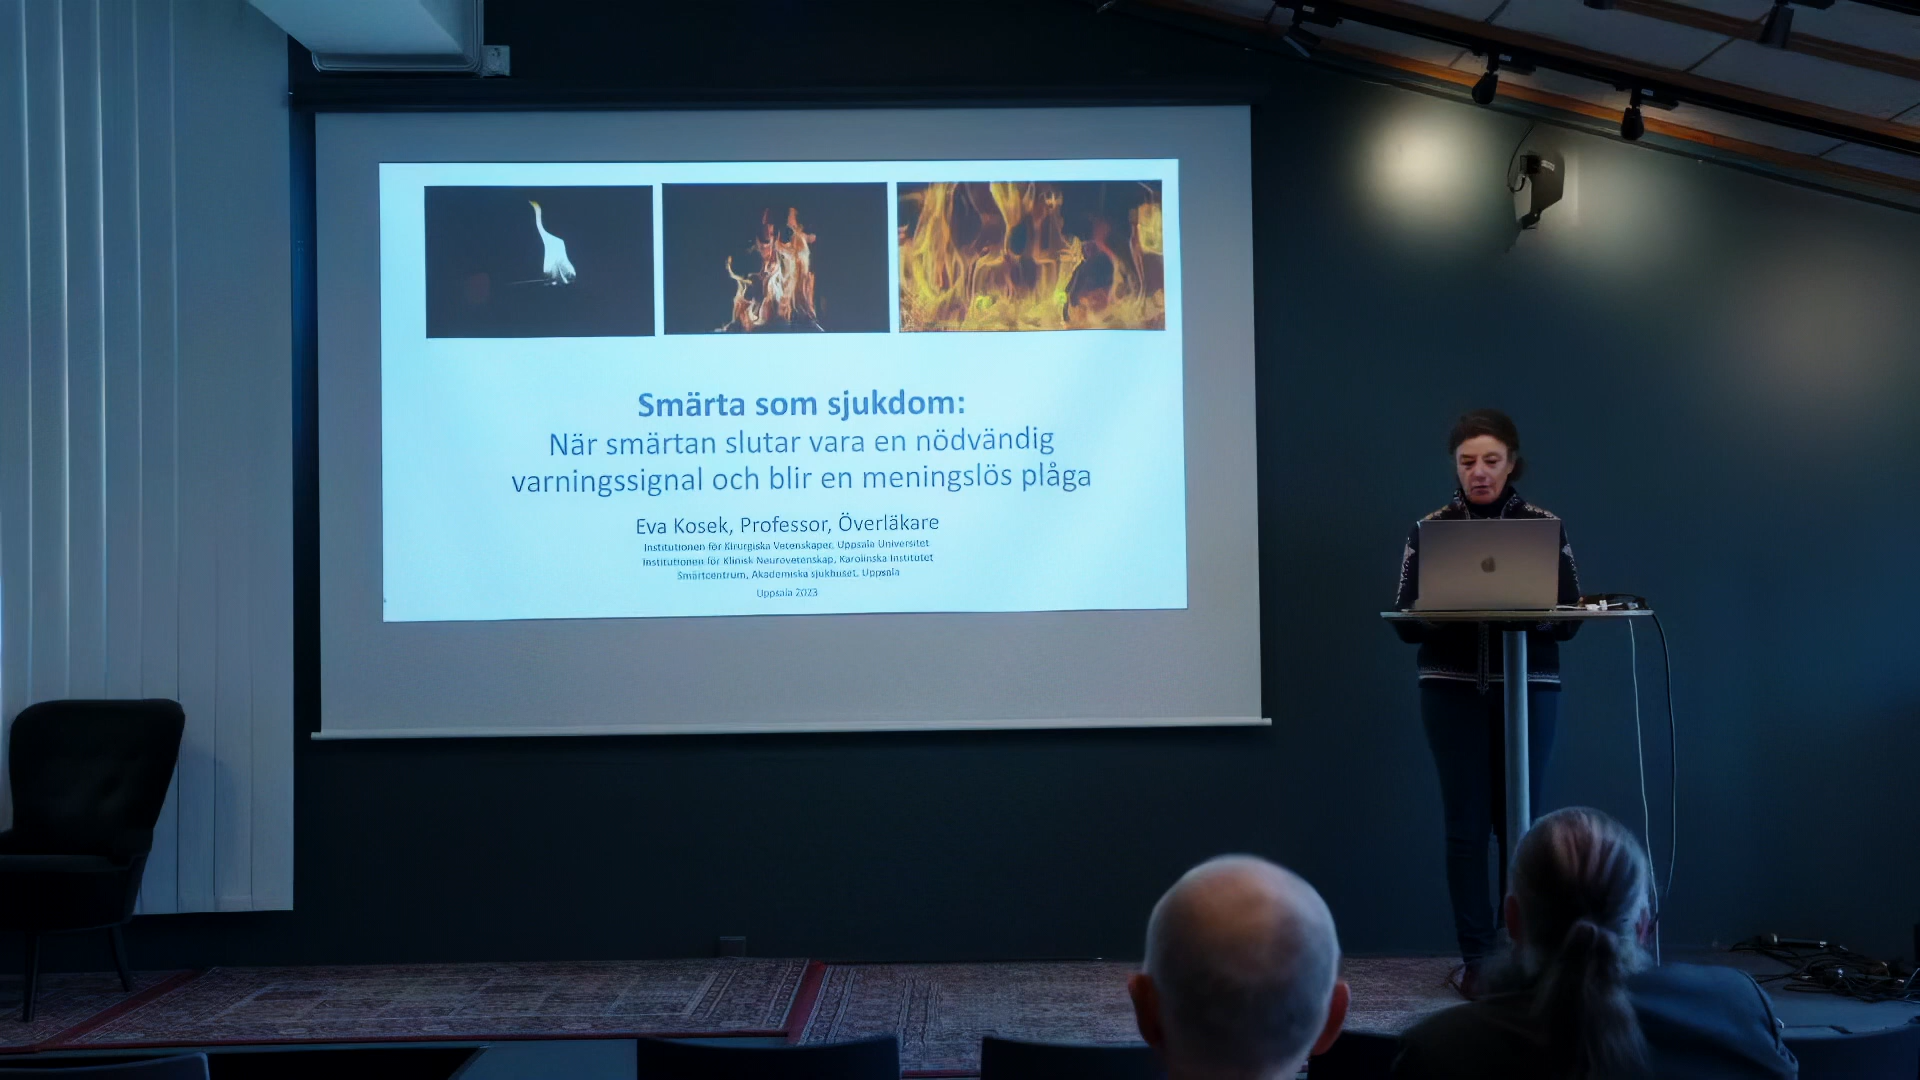 Smärta som sjukdom:
När smärtan slutar vara en nödvändig
varningssignal och blir en meningslös plåga
Eva Kosek, Professor, Överläkare
Institutionen för Kirurgiska Vetenskaper, Uppsala Universitet
Institutionen för Klinisk Neurovetenskap, Karolinska Institutet
Smärtcentrum, Akademiska sjukhuset, Uppsala
Uppsala 2023